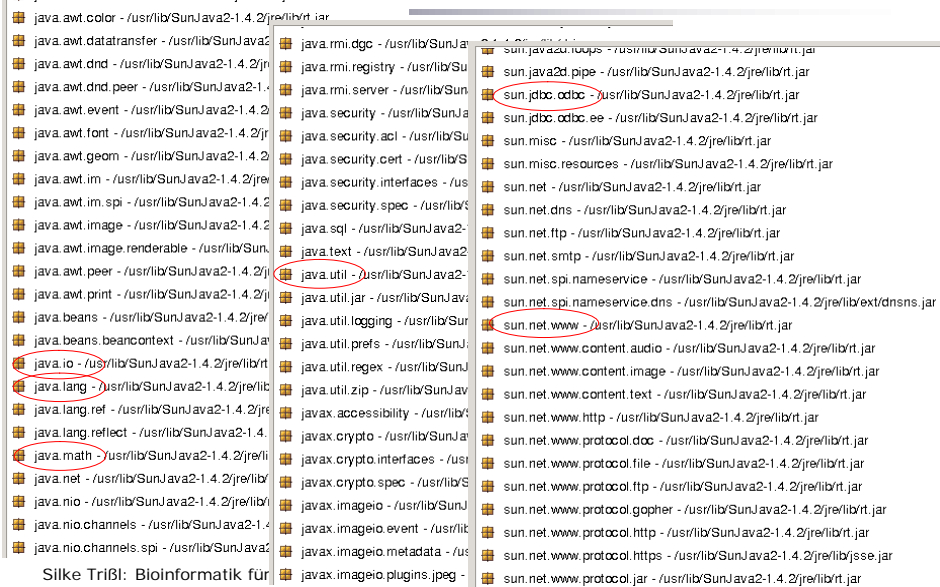 java.awt.color - /usr/lib/SunJava2-1.4.2/jre/lib/rt.jar
java.awt.datatransfer - /usr/lib/SunJava2
java.awt.dnd - /usr/lib/SunJava2-1.4.2/jr
java.awt.dnd.peer - /usr/lib/SunJava2-1.
java.awt.event - /usr/lib/SunJava2-1.4.2
java.awt.font - /usr/lib/SunJava2-1.4.2/jr
java.awt.geom - /usr/lib/SunJava2-1.4.2
java.awt.im - /usr/lib/SunJava2-1.4.2/jre
java.awt.im.spi - /usr/lib/SunJava2-1.4.2
java.awt.image - /usr/lib/SunJava2-1.4.2
java.awt.image.renderable - /usr/lib/SunJ
java.awt.peer - /usr/lib/SunJava2-1.4.2/j
java.awt.print - /usr/lib/SunJava2-1.4.2/j
java.beans - /usr/lib/SunJava2-1.4.2/jre/
java.beans.beancontext - /usr/lib/SunJav
java.io - /usr/lib/SunJava2-1.4.2/jre/lib/rt
java.lang - /usr/lib/SunJava2-1.4.2/jre/lib
java.lang.ref - /usr/lib/SunJava2-1.4.2/jre
java.lang.reflect - /usr/lib/SunJava2-1.4.
java.math - /usr/lib/SunJava2-1.4.2/jre/li
java.net - /usr/lib/SunJava2-1.4.2/jre/lib/
java.nio - /usr/lib/SunJava2-1.4.2/jre/lib/r
java.nio.channels - /usr/lib/SunJava2-1.4
java.nio.channels.spi - /usr/lib/SunJava2
Silke Trißl: Bioinformatik für
java.rmi.dgc - /usr/lib/SunJava
java.rmi.registry - /usr/lib/Su
java.rmi.server - /usr/lib/SunJ
java.security - /usr/lib/SunJa
java.security.acl - /usr/lib/Su
java.security.cert - /usr/lib/S
java.security.interfaces - /us
java.security.spec - /usr/lib/S
java.sql - /usr/lib/SunJava2-
java.text - /usr/lib/SunJava2
java.util - /usr/lib/SunJava2-
java.util.jar - /usr/lib/SunJava
java.util.logging - /usr/lib/Sur
java.util.prefs - /usr/lib/SunJ
java.util.regex - /usr/lib/SunJ
java.util.zip - /usr/lib/SunJav
javax.accessibility - /usr/lib/
javax.crypto - /usr/lib/SunJa
javax.crypto.interfaces - /usr
javax.crypto.spec - /usr/lib/S
javax.imageio - /usr/lib/SunJ
javax.imageio.event - /usr/lib
javax.imageio.metadata - /us
javax.imageio.plugins.jpeg -
sun.java2d.loops - /usr/lib/SunJava2-1.4.2/jre/lib/rt.jar
sun.java2d.pipe - /usr/lib/SunJava2-1.4.2/jre/lib/rt.jar
sun.jdbc.odbc - /usr/lib/SunJava2-1.4.2/jre/lib/rt.jar
sun.jdbc.odbc.ee - /usr/lib/SunJava2-1.4.2/jre/lib/rt.jar
sun.misc - /usr/lib/SunJava2-1.4.2/jre/lib/rt.jar
sun.misc.resources - /usr/lib/SunJava2-1.4.2/jre/lib/rt.jar
sun.net - /usr/lib/SunJava2-1.4.2/jre/lib/rt.jar
sun.net.dns - /usr/lib/SunJava2-1.4.2/jre/lib/rt.jar
sun.net.ftp - /usr/lib/SunJava2-1.4.2/jre/lib/rt.jar
sun.net.smtp - /usr/lib/SunJava2-1.4.2/jre/lib/rt.jar
sun.net.spi.nameservice - /usr/lib/SunJava2-1.4.2/jre/lib/rt.jar
sun.net.spi.nameservice.dns - /usr/lib/SunJava2-1.4.2/jre/lib/ext/dnsns.jar
sun.net.www - /usr/lib/SunJava2-1.4.2/jre/lib/rt.jar
sun.net.www.content.audio - /usr/lib/SunJava2-1.4.2/jre/lib/rt.jar
sun.net.www.content.image - /usr/lib/SunJava2-1.4.2/jre/lib/rt.jar
sun.net.www.content.text - /usr/lib/SunJava2-1.4.2/jre/lib/rt.jar
sun.net.www.http - /usr/lib/SunJava2-1.4.2/jre/lib/rt.jar
sun.net.www.protocol.doc - /usr/lib/SunJava2-1.4.2/jre/lib/rt.jar
sun.net.www.protocol.file - /usr/lib/SunJava2-1.4.2/jre/lib/rt.jar
sun.net.www.protocol.ftp - /usr/lib/SunJava2-1.4.2/jre/lib/rt.jar
sun.net.www.protocol.gopher - /usr/lib/SunJava2-1.4.2/jre/lib/rt.jar
sun.net.www.protocol.http - /usr/lib/SunJava2-1.4.2/jre/lib/rt.jar
sun.net.www.protocol.https - /usr/lib/SunJava2-1.4.2/jre/lib/jsse.jar
sun.net.www.protocol.jar - /usr/lib/SunJava2-1.4.2/jre/lib/rt.jar